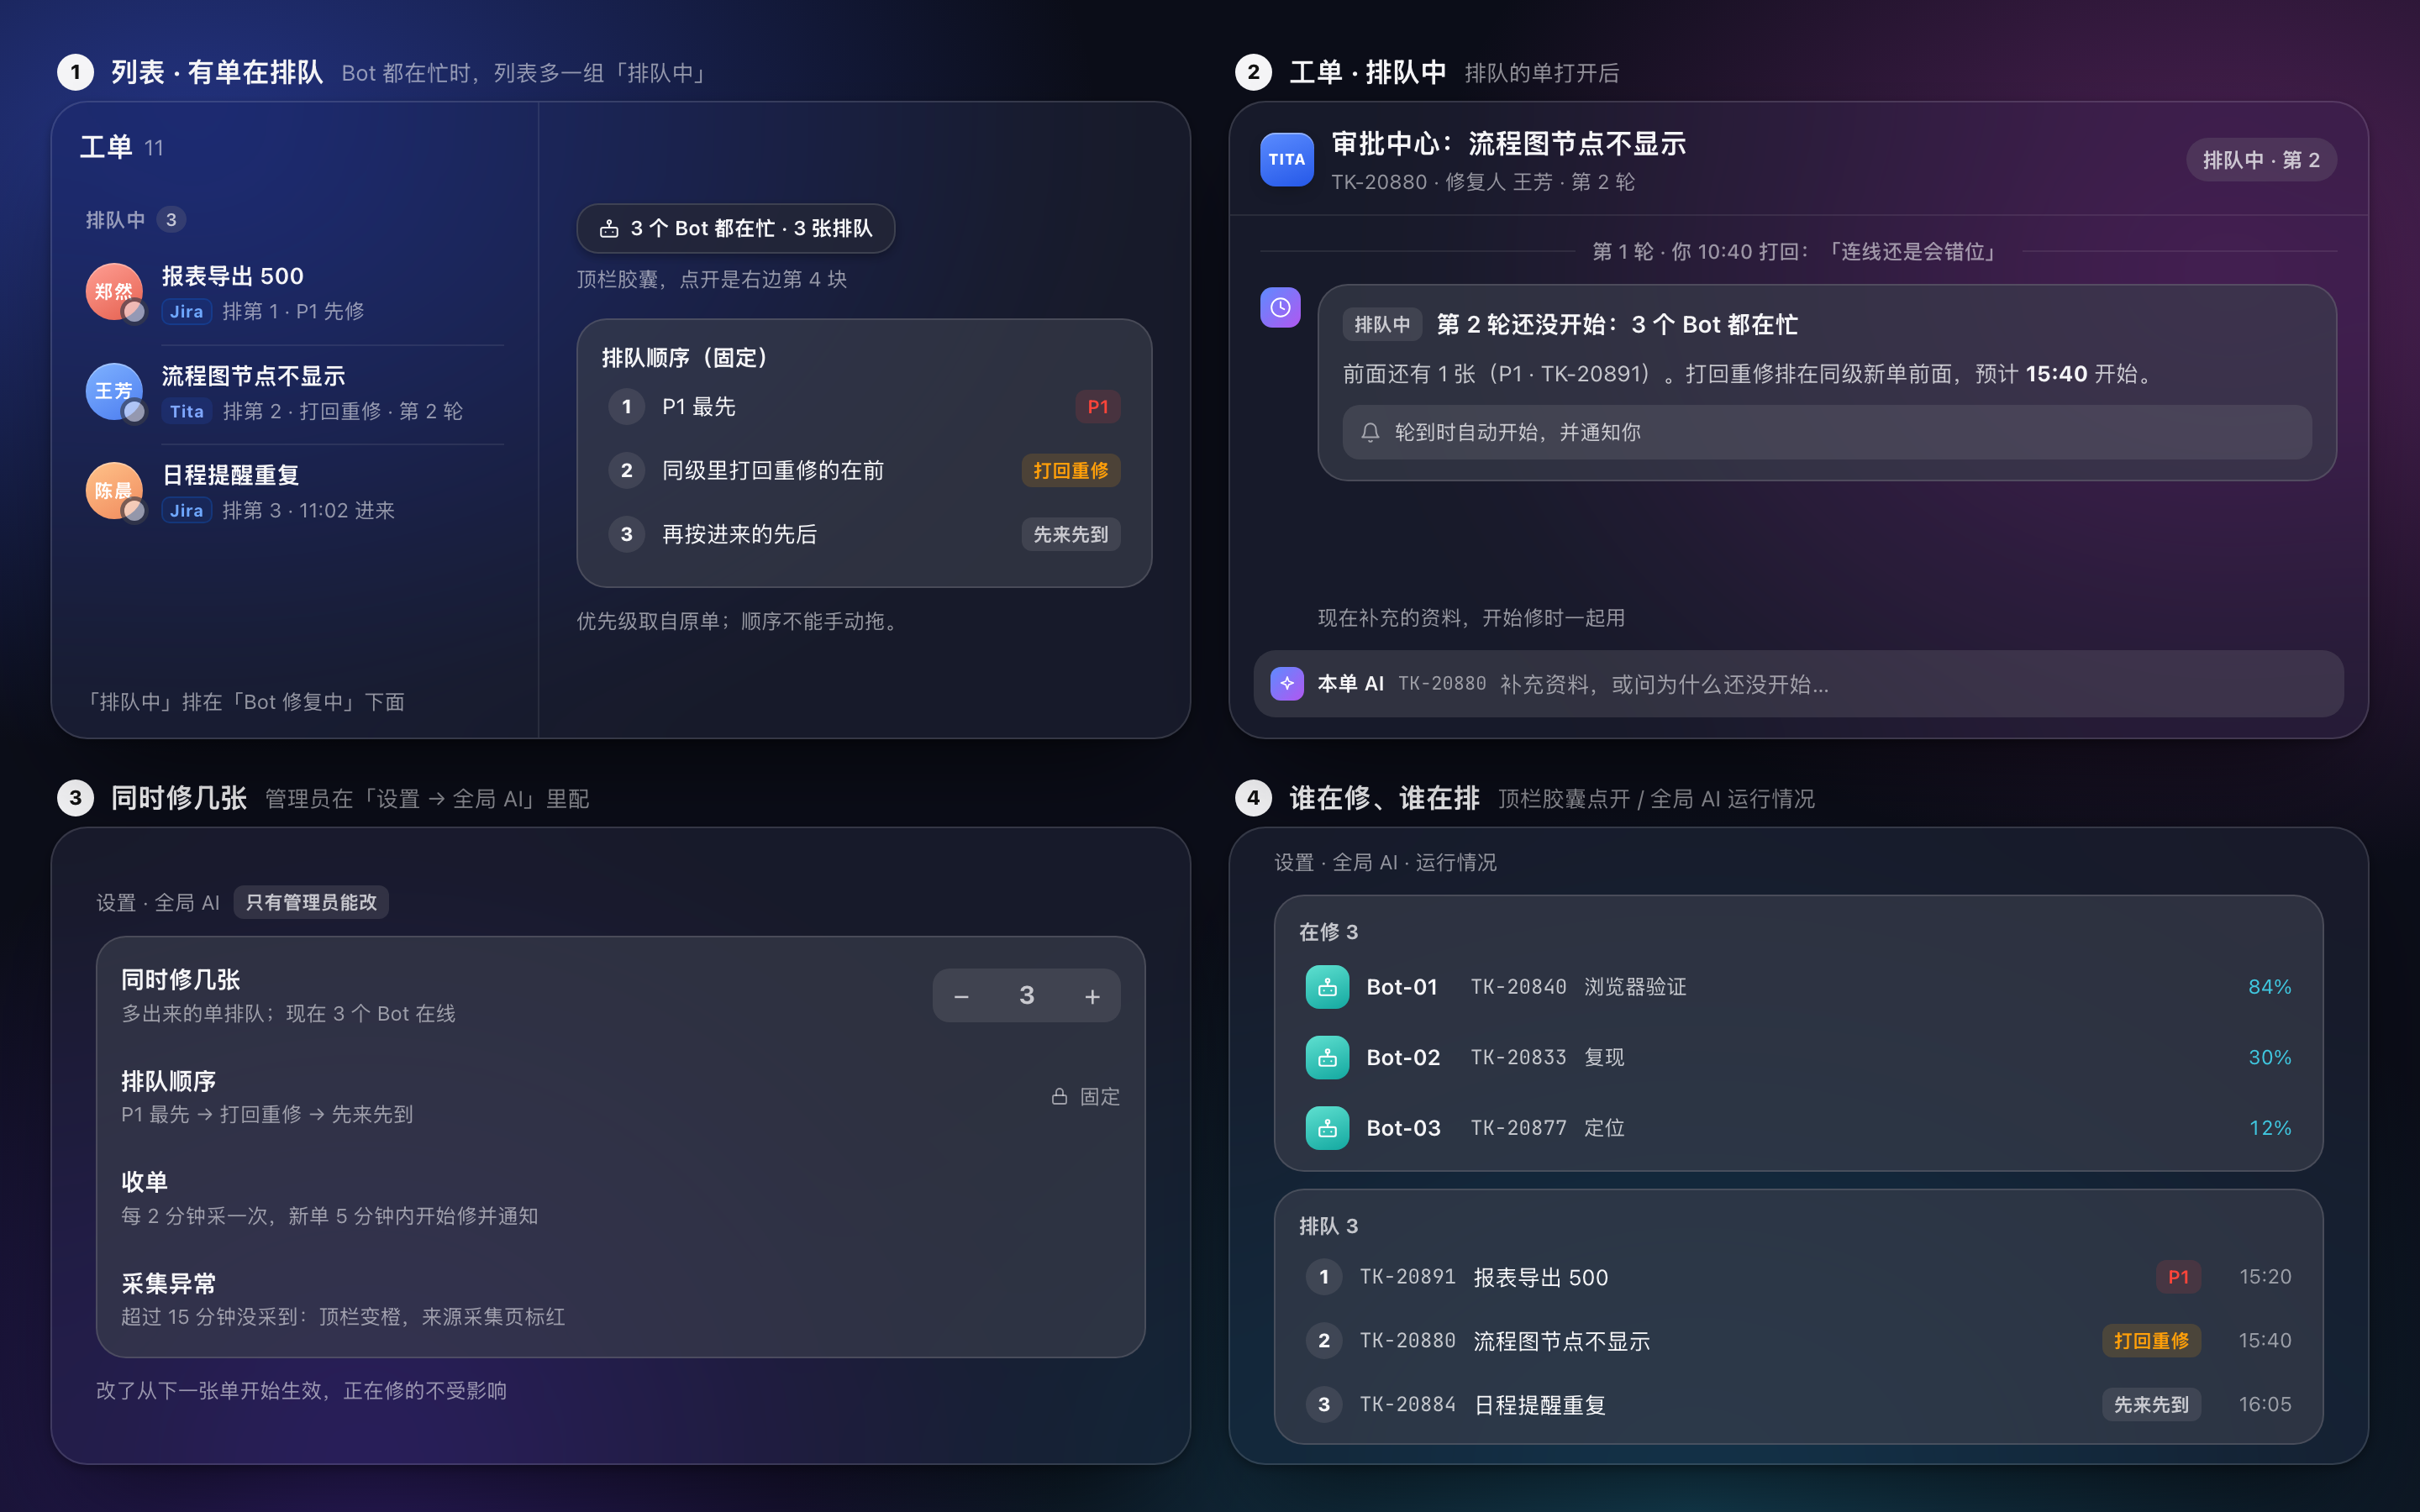 1 列表 · 有单在排队 Bot 都在忙时，列表多一组「排队中」
工单 11
排队中 3
郑然 报表导出 500
Jira 排第 1 · P1 先修
王芳 流程图节点不显示
Tita 排第 2 · 打回重修 · 第 2 轮
陈晨 日程提醒重复
Jira 排第 3 · 11:02 进来
「排队中」排在「Bot 修复中」下面
3 个 Bot 都在忙 · 3 张排队
顶栏胶囊，点开是右边第 4 块
排队顺序（固定）
1 P1 最先 P1
2 同级里打回重修的在前 打回重修
3 再按进来的先后 先来先到
优先级取自原单；顺序不能手动拖。
2 工单 · 排队中 排队的单打开后
TITA 审批中心：流程图节点不显示
TK-20880 · 修复人 王芳 · 第 2 轮
排队中 · 第 2
第 1 轮 · 你 10:40 打回：「连线还是会错位」
排队中 第 2 轮还没开始：3 个 Bot 都在忙
前面还有 1 张（P1 · TK-20891）。打回重修排在同级新单前面，预计 15:40 开始。
轮到时自动开始，并通知你
现在补充的资料，开始修时一起用
本单 AI TK-20880 补充资料，或问为什么还没开始...
3 同时修几张 管理员在「设置 → 全局 AI」里配
设置 · 全局 AI 只有管理员能改
同时修几张
多出来的单排队；现在 3 个 Bot 在线
− 3 +
排队顺序
P1 最先 → 打回重修 → 先来先到
固定
收单
每 2 分钟采一次，新单 5 分钟内开始修并通知
采集异常
超过 15 分钟没采到：顶栏变橙，来源采集页标红
改了从下一张单开始生效，正在修的不受影响
4 谁在修、谁在排 顶栏胶囊点开 / 全局 AI 运行情况
设置 · 全局 AI · 运行情况
在修 3
Bot-01 TK-20840 浏览器验证 84%
Bot-02 TK-20833 复现 30%
Bot-03 TK-20877 定位 12%
排队 3
1 TK-20891 报表导出 500 P1 15:20
2 TK-20880 流程图节点不显示 打回重修 15:40
3 TK-20884 日程提醒重复 先来先到 16:05